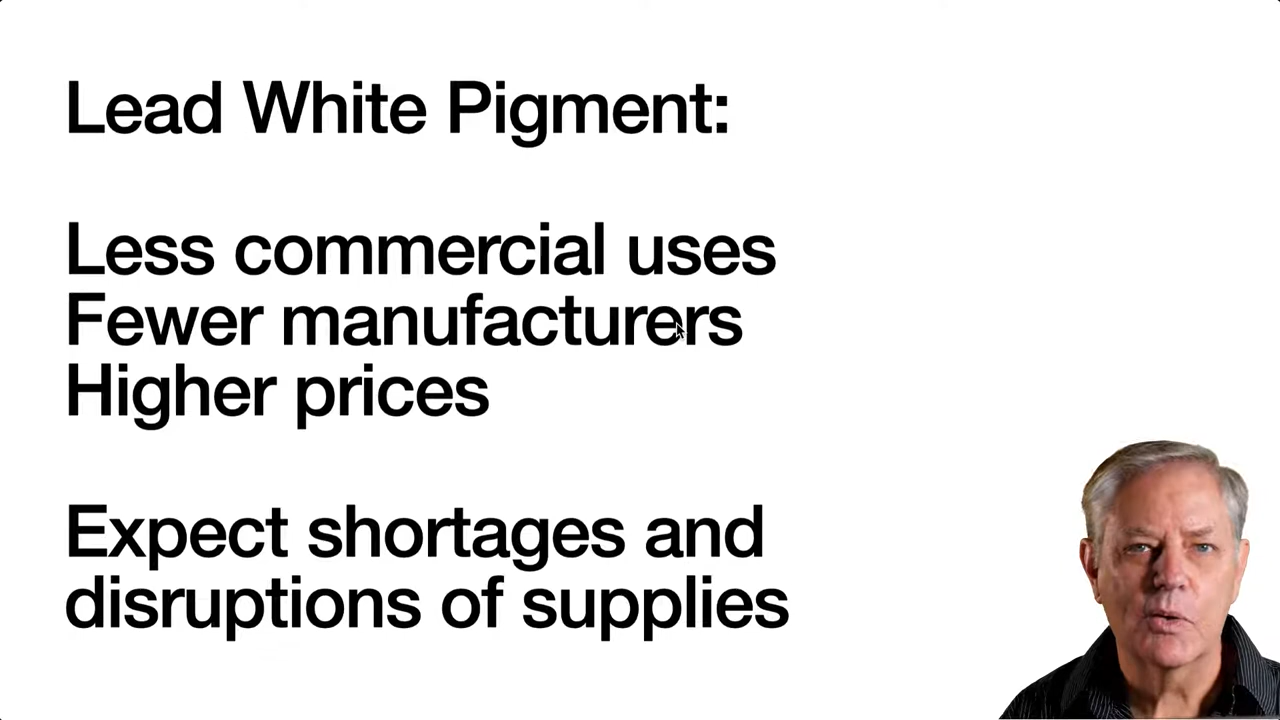 Lead White Pigment:
Less commercial uses
Fewer manufacturers
Higher prices
Expect shortages and
disruptions of supplies